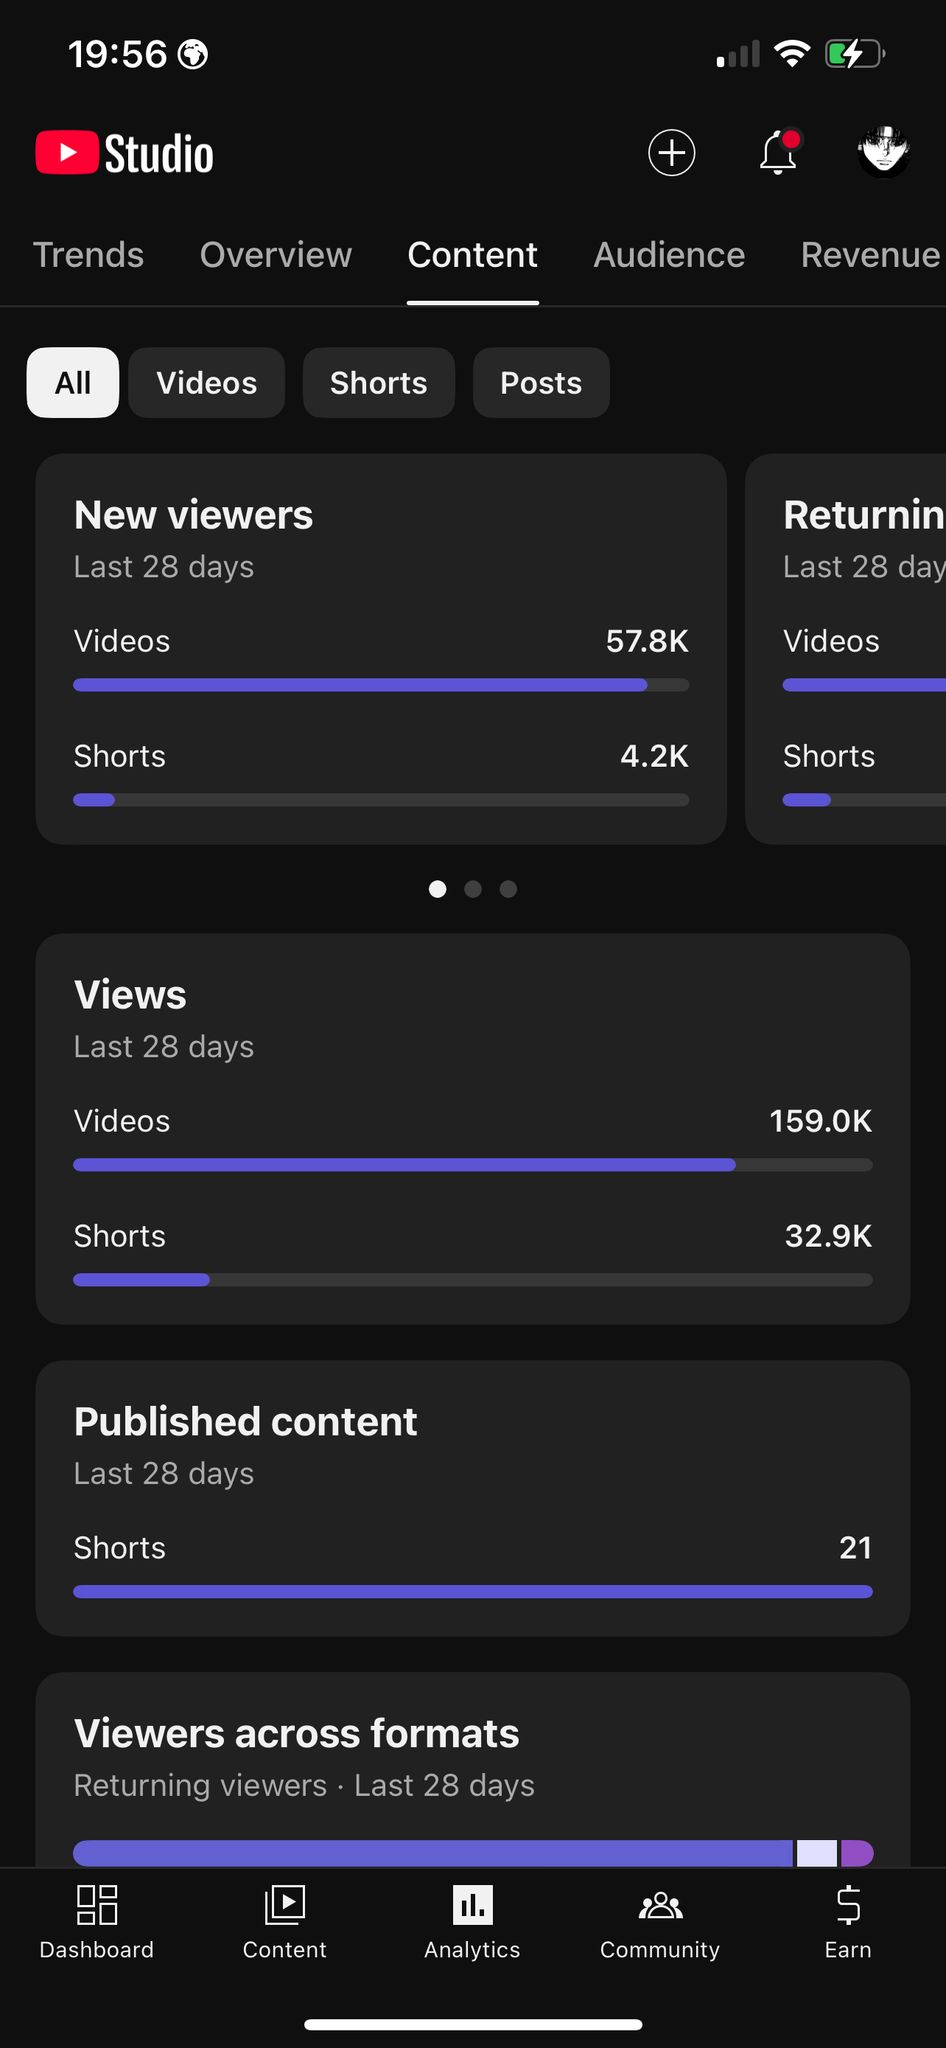 19:56
Studio
Trends Overview Content Audience Revenue
All Videos Shorts Posts
New viewers
Last 28 days
Videos 57.8K
Shorts 4.2K
Returnin
Last 28 day
Videos
Shorts
Views
Last 28 days
Videos 159.0K
Shorts 32.9K
Published content
Last 28 days
Shorts 21
Viewers across formats
Returning viewers · Last 28 days
Dashboard Content Analytics Community Earn